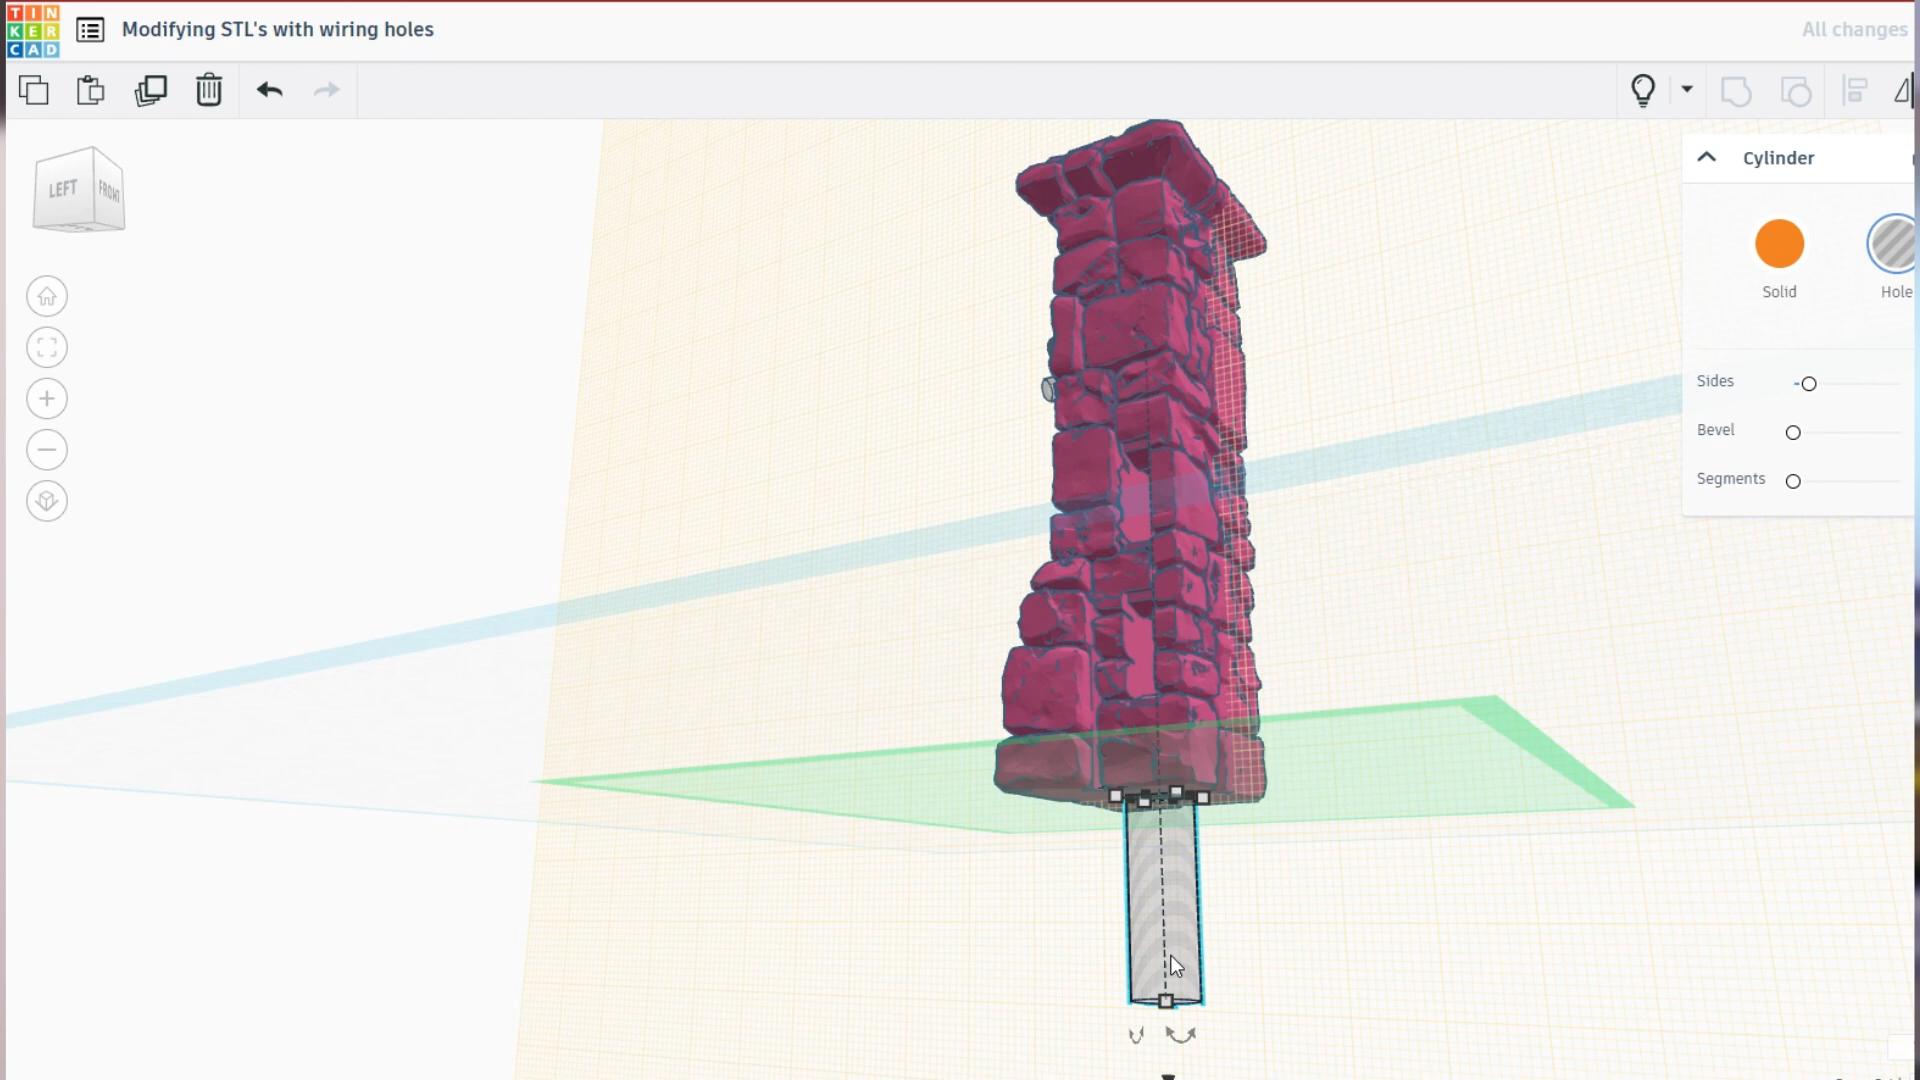 TIN
KER
CAD
Modifying STL's with wiring holes
All changes
LEFT
FRONT
Cylinder
Solid
Hole
Sides
Bevel
Segments